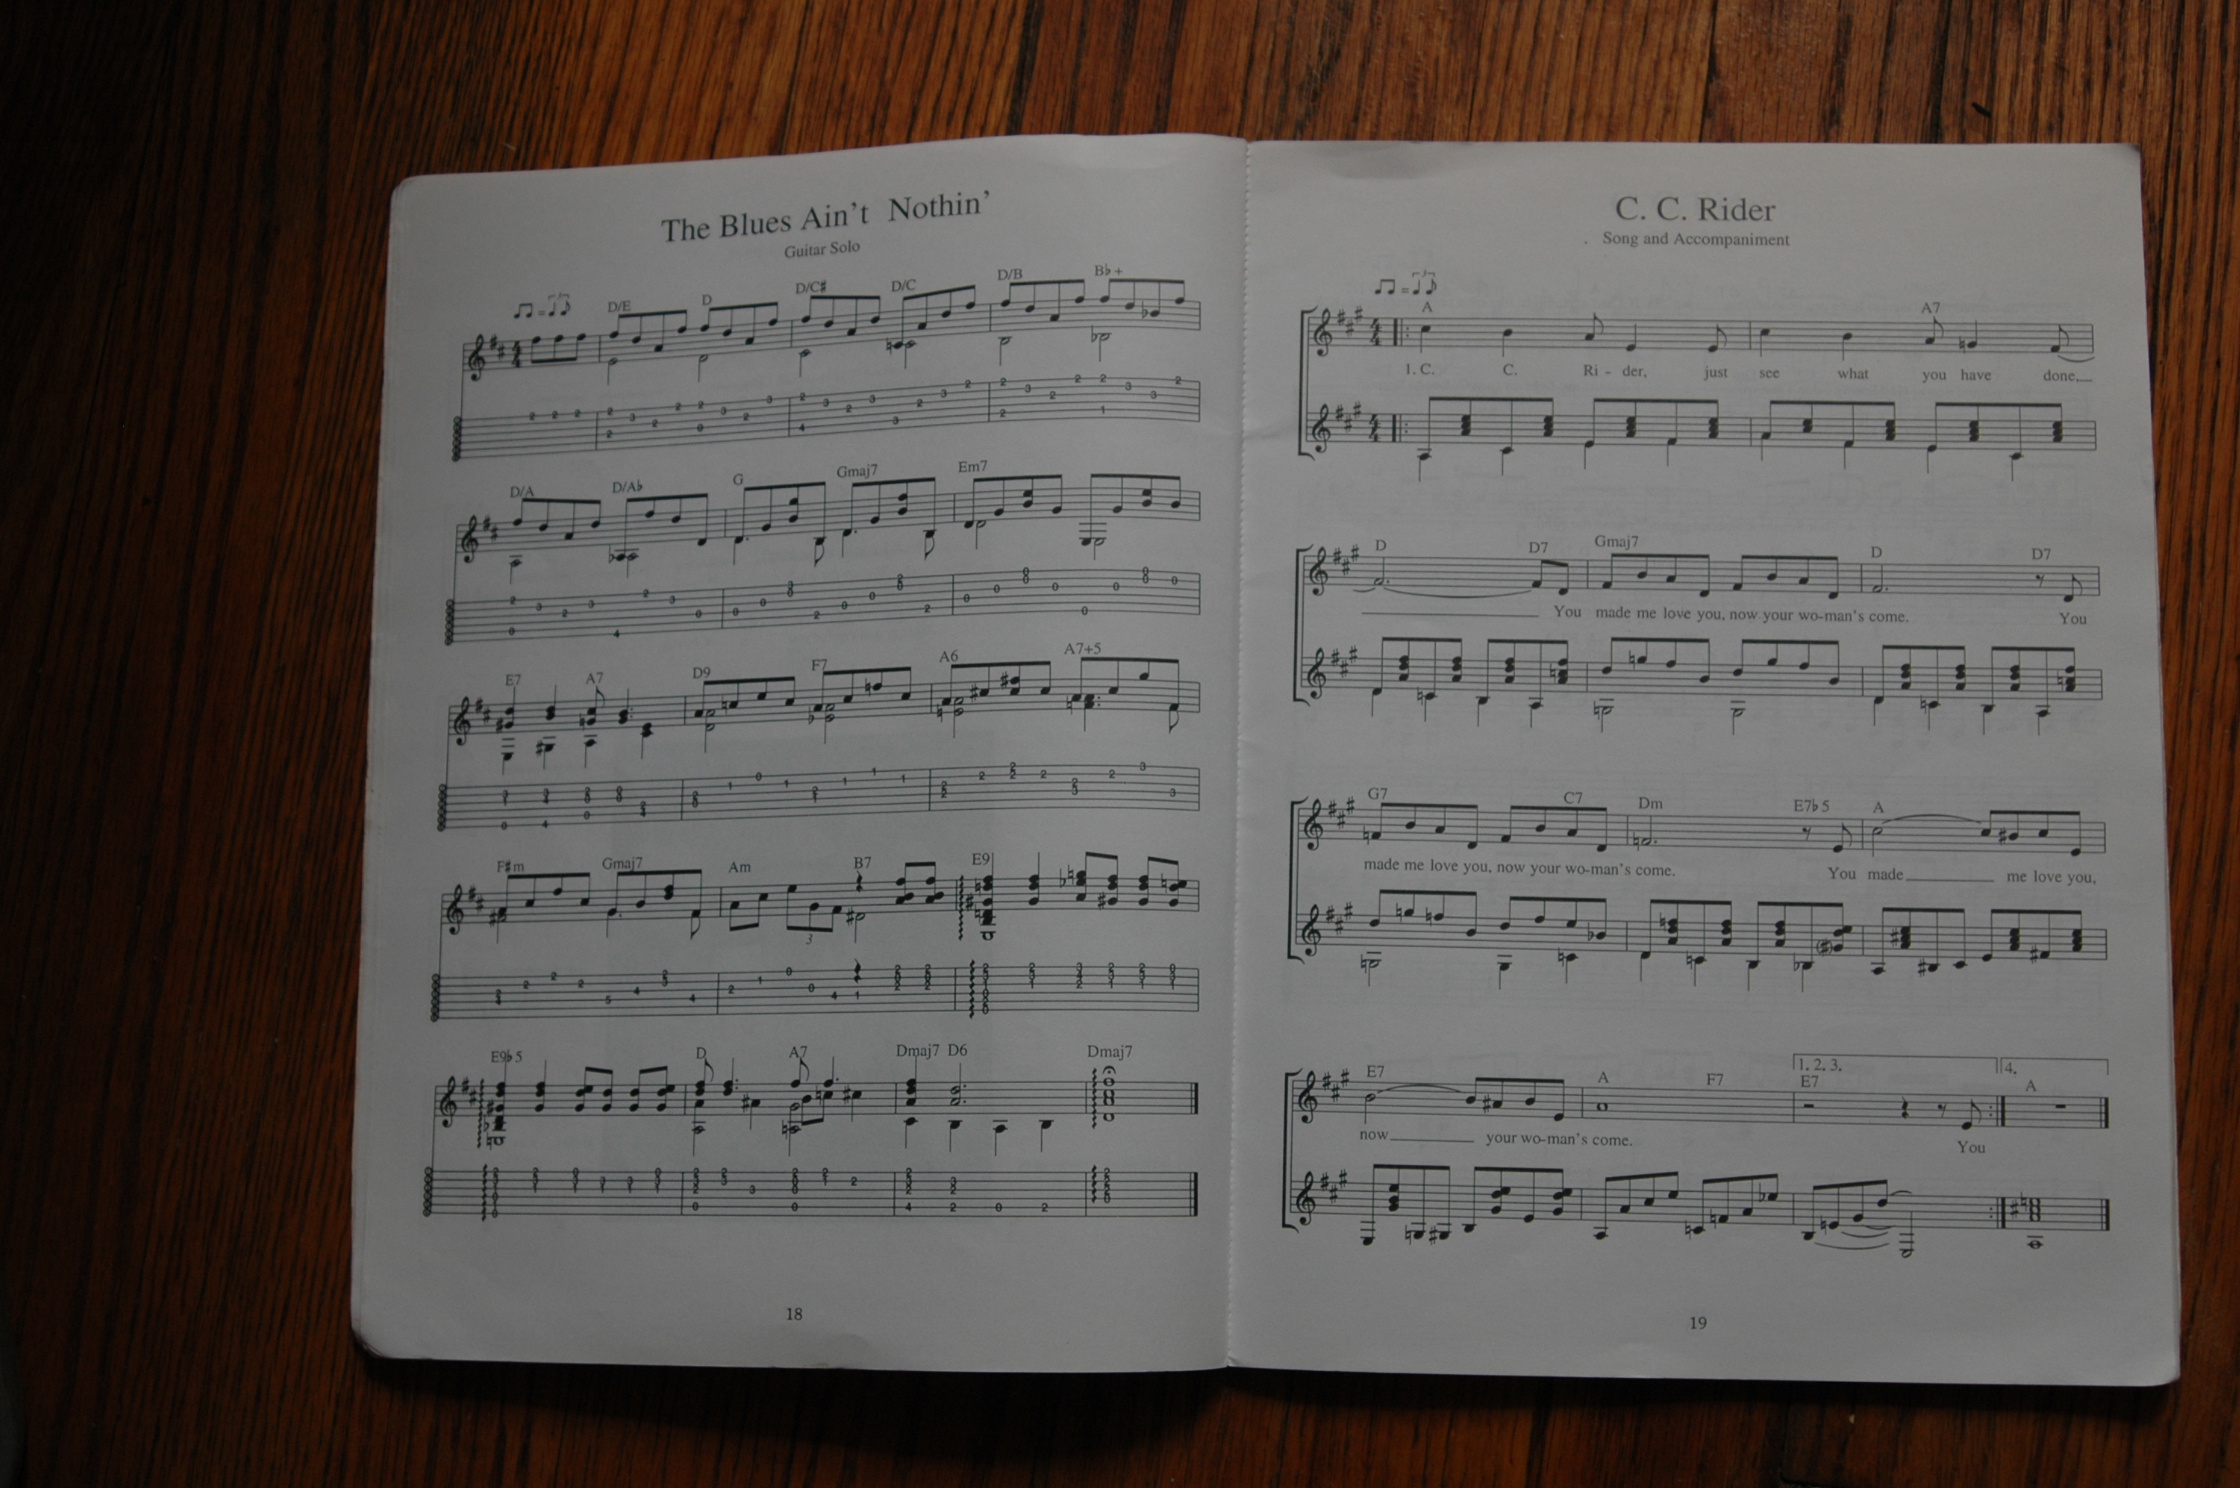 The Blues Ain't Nothin'
Guitar Solo
D/E D D/C♯ D/C D/B B♭+
D/A D/A♭ G Gmaj7 Em7
E7 A7 D9 F7 A6 A7+5
F♯m Gmaj7 Am B7 E9
3
E9♭5 D A7 Dmaj7 D6 Dmaj7
18
C. C. Rider
Song and Accompaniment
A A7
1. C. C. Ri - der, just see what you have done,
D D7 Gmaj7 D D7
You made me love you, now your wo-man's come. You
G7 C7 Dm E7♭5 A
made me love you, now your wo-man's come. You made me love you,
1. 2. 3. 4.
E7 A F7 E7 A
now your wo-man's come. You
19